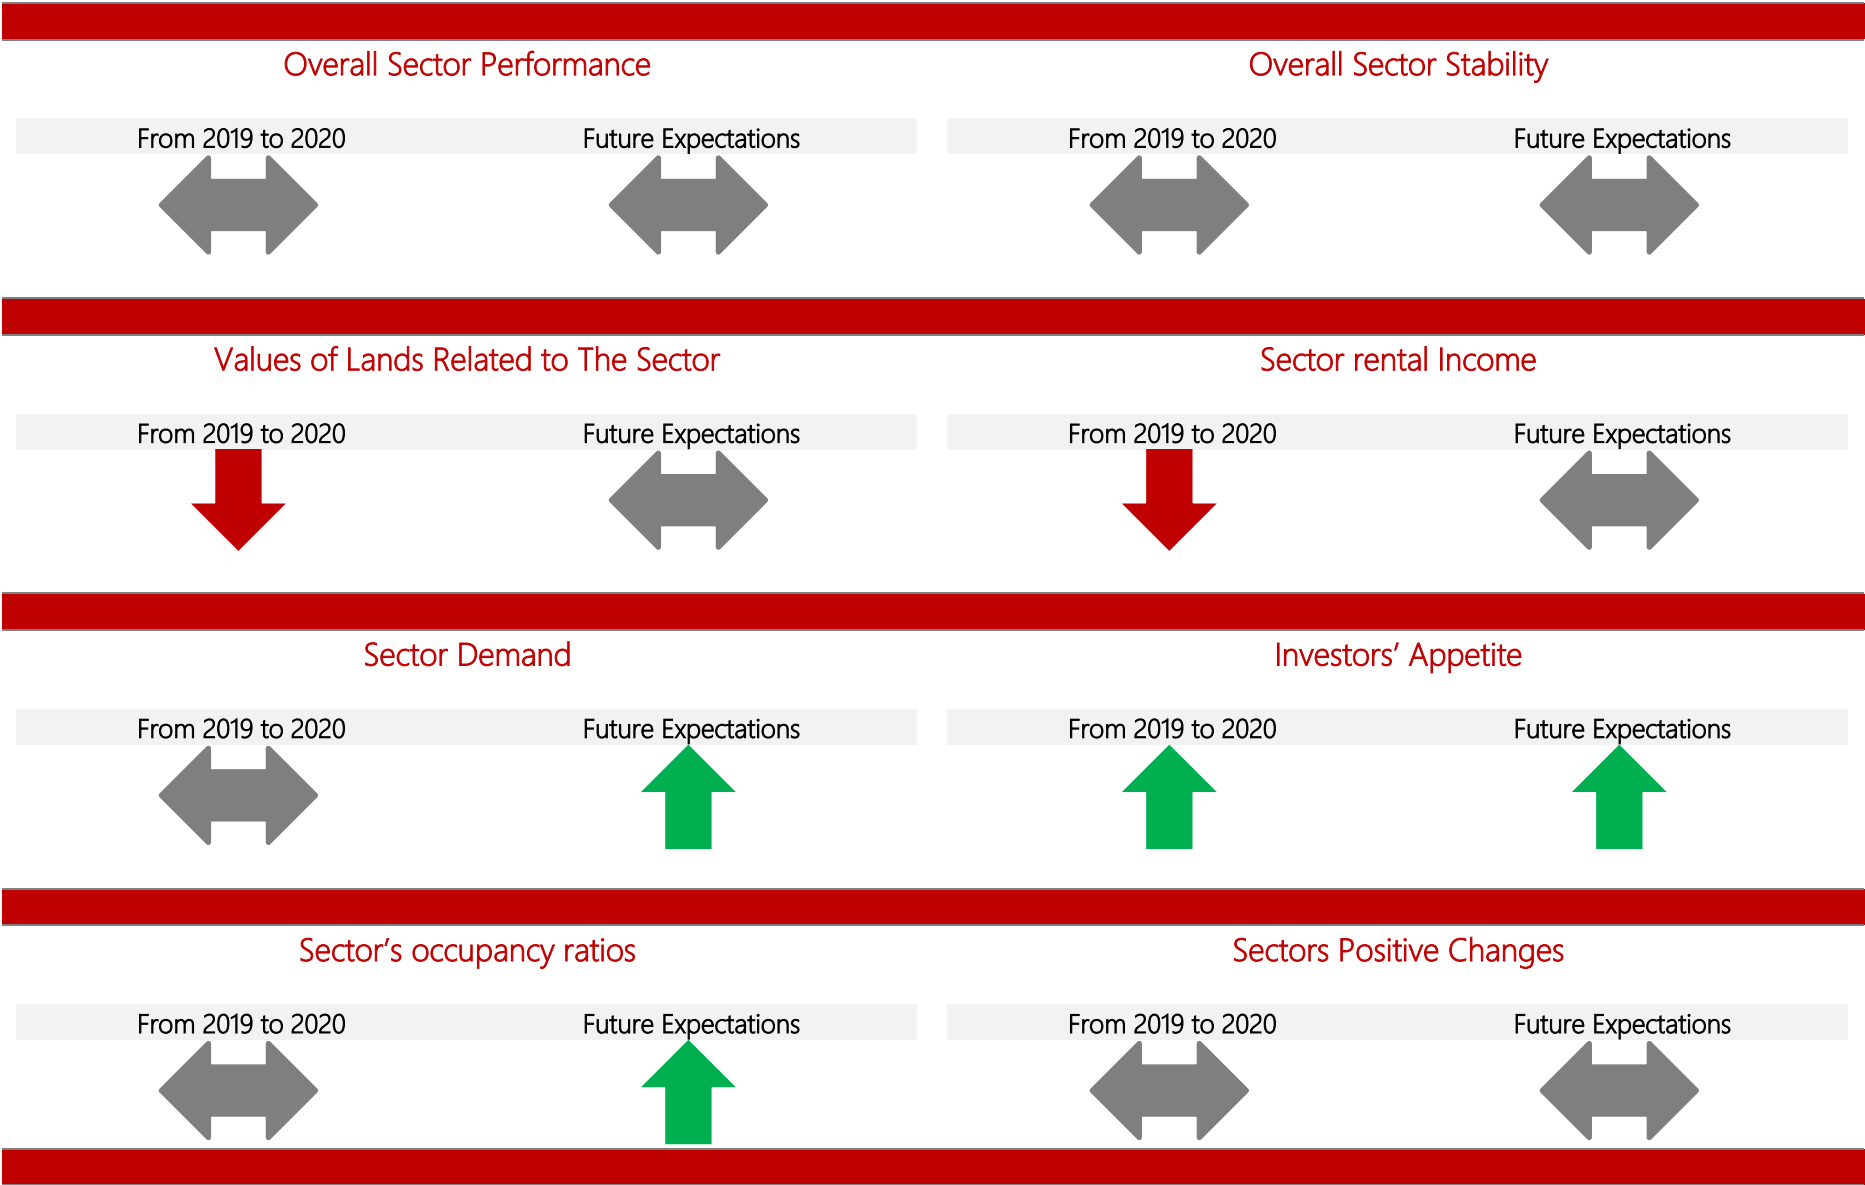 Overall Sector Performance
Overall Sector Stability
From 2019 to 2020
Future Expectations
From 2019 to 2020
Future Expectations
Values of Lands Related to The Sector
Sector rental Income
From 2019 to 2020
Future Expectations
From 2019 to 2020
Future Expectations
Sector Demand
Investors’ Appetite
From 2019 to 2020
Future Expectations
From 2019 to 2020
Future Expectations
Sector’s occupancy ratios
Sectors Positive Changes
From 2019 to 2020
Future Expectations
From 2019 to 2020
Future Expectations